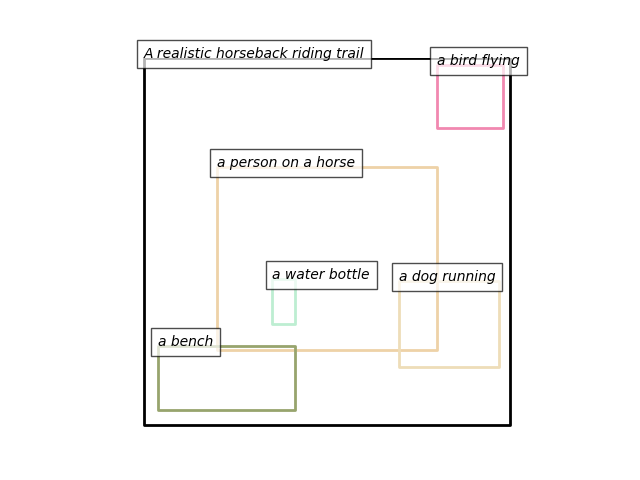 A realistic horseback riding trail
a bird flying
a person on a horse
a water bottle
a dog running
a bench